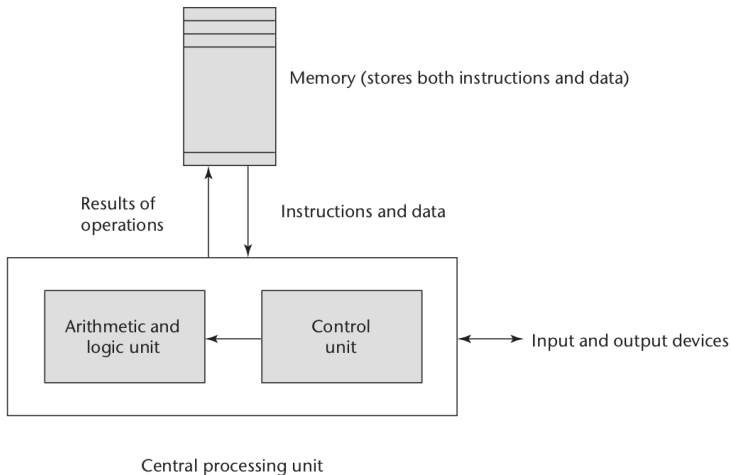 Memory (stores both instructions and data)
Results of
operations
Instructions and data
Arithmetic and
logic unit
Control
unit
Input and output devices
Central processing unit